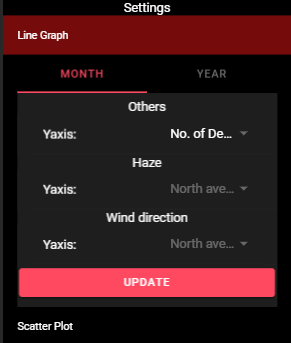 Settings
Line Graph
MONTH YEAR
Others
Yaxis: No. of De...
Haze
Yaxis: North ave...
Wind direction
Yaxis: North ave...
UPDATE
Scatter Plot